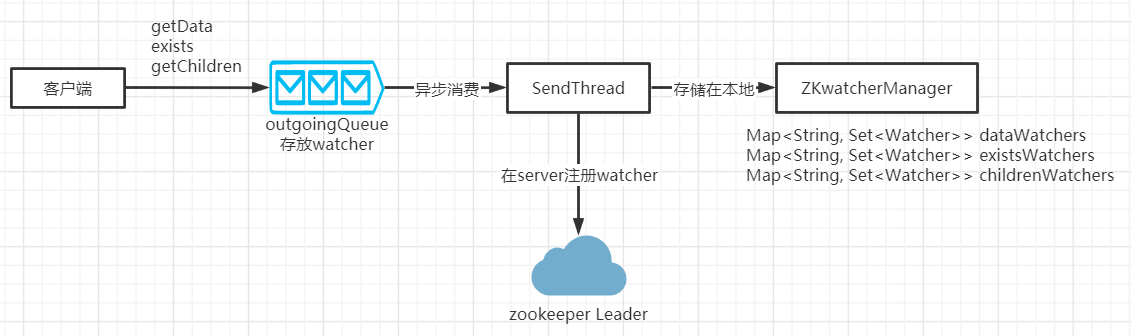 getData
exists
getChildren
客户端
outgoingQueue
存放watcher
异步消费
SendThread
存储在本地
ZKwatcherManager
Map<String, Set<Watcher>> dataWatchers
Map<String, Set<Watcher>> existsWatchers
Map<String, Set<Watcher>> childrenWatchers
在server注册watcher
zookeeper Leader